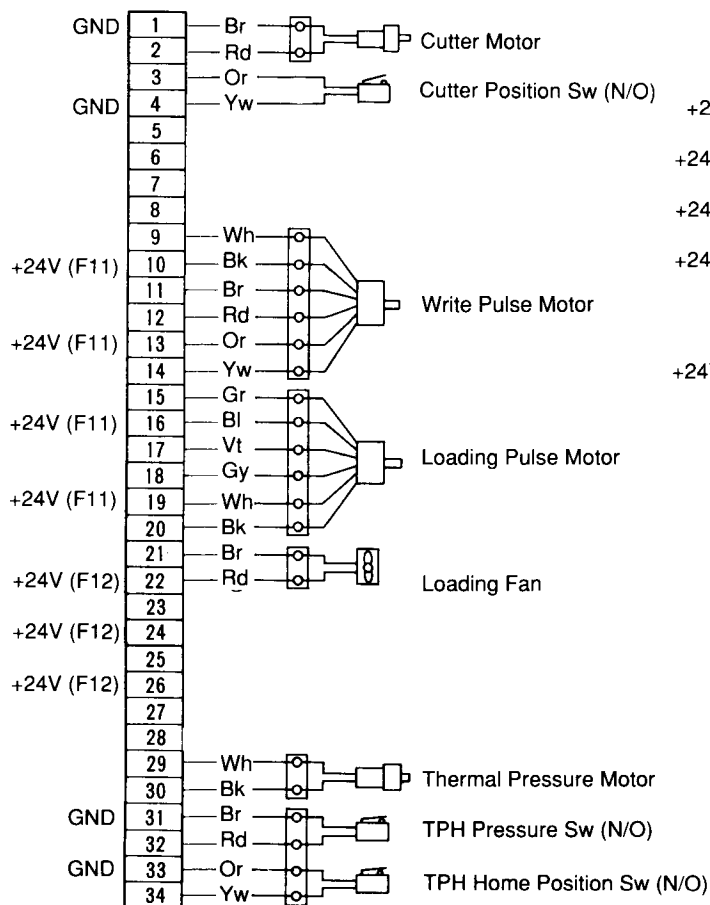 GND 1 Br
2 Rd Cutter Motor
3 Or
GND 4 Yw Cutter Position Sw (N/O)
5 +2
6 +24
7
8 +24
9 Wh
+24V (F11) 10 Bk +24
11 Br
12 Rd Write Pulse Motor
+24V (F11) 13 Or
14 Yw +24
15 Gr
+24V (F11) 16 Bl
17 Vt
18 Gy Loading Pulse Motor
+24V (F11) 19 Wh
20 Bk
21 Br
+24V (F12) 22 Rd Loading Fan
23
+24V (F12) 24
25
+24V (F12) 26
27
28
29 Wh
30 Bk Thermal Pressure Motor
GND 31 Br
32 Rd TPH Pressure Sw (N/O)
GND 33 Or
34 Yw TPH Home Position Sw (N/O)